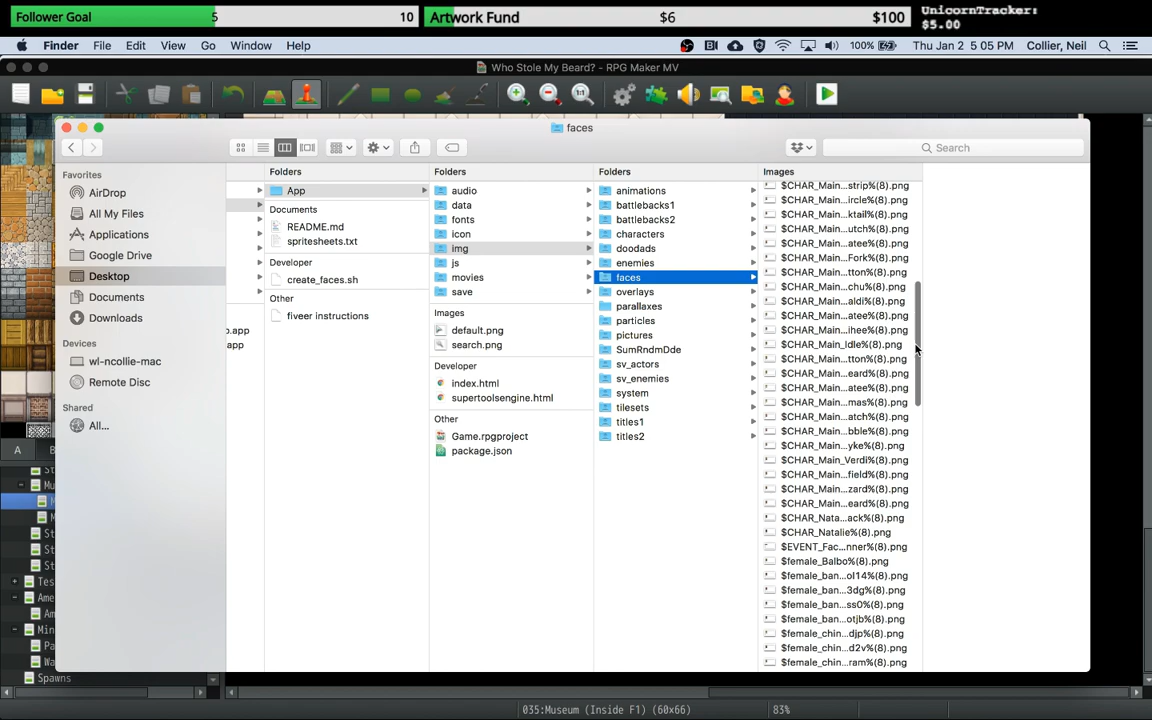 Follower Goal 5 10 Artwork Fund $6 $100 UnicornTracker:
$5.00
Finder File Edit View Go Window Help 100% Thu Jan 2 5:05 PM Collier, Neil
Who Stole My Beard? - RPG Maker MV
faces
Search
Favorites
AirDrop
All My Files
Applications
Google Drive
Desktop
Documents
Downloads
Devices
wl-ncollie-mac
Remote Disc
Shared
All...
Folders
App
Documents
README.md
spritesheets.txt
Developer
create_faces.sh
Other
fiveer instructions
p.app
app
Folders
audio
data
fonts
icon
img
js
movies
save
Images
default.png
search.png
Developer
index.html
supertoolsengine.html
Other
Game.rpgproject
package.json
Folders
animations
battlebacks1
battlebacks2
characters
doodads
enemies
faces
overlays
parallaxes
particles
pictures
SumRndmDde
sv_actors
sv_enemies
system
tilesets
titles1
titles2
Images
$CHAR_Main...strip%(8).png
$CHAR_Main...ircle%(8).png
$CHAR_Main...ktail%(8).png
$CHAR_Main...utch%(8).png
$CHAR_Main...atee%(8).png
$CHAR_Main...Fork%(8).png
$CHAR_Main...tton%(8).png
$CHAR_Main...chu%(8).png
$CHAR_Main...aldi%(8).png
$CHAR_Main...atee%(8).png
$CHAR_Main...ihee%(8).png
$CHAR_Main_Idle%(8).png
$CHAR_Main...tton%(8).png
$CHAR_Main...eard%(8).png
$CHAR_Main...atee%(8).png
$CHAR_Main...mas%(8).png
$CHAR_Main...atch%(8).png
$CHAR_Main...bble%(8).png
$CHAR_Main...yke%(8).png
$CHAR_Main_Verdi%(8).png
$CHAR_Main...field%(8).png
$CHAR_Main...zard%(8).png
$CHAR_Main...eard%(8).png
$CHAR_Nata...ack%(8).png
$CHAR_Natalie%(8).png
$EVENT_Fac...nner%(8).png
$female_Balbo%(8).png
$female_ban...ol14%(8).png
$female_ban...3dg%(8).png
$female_ban...ss0%(8).png
$female_ban...otjb%(8).png
$female_chin...djp%(8).png
$female_chin...d2v%(8).png
$female_chin...ram%(8).png
A B
St
Mu
M
M
St
St
St
Tes
Ame
Am
Min
Pa
Wa
Spawns
035:Museum (Inside F1) (60x66) 83%